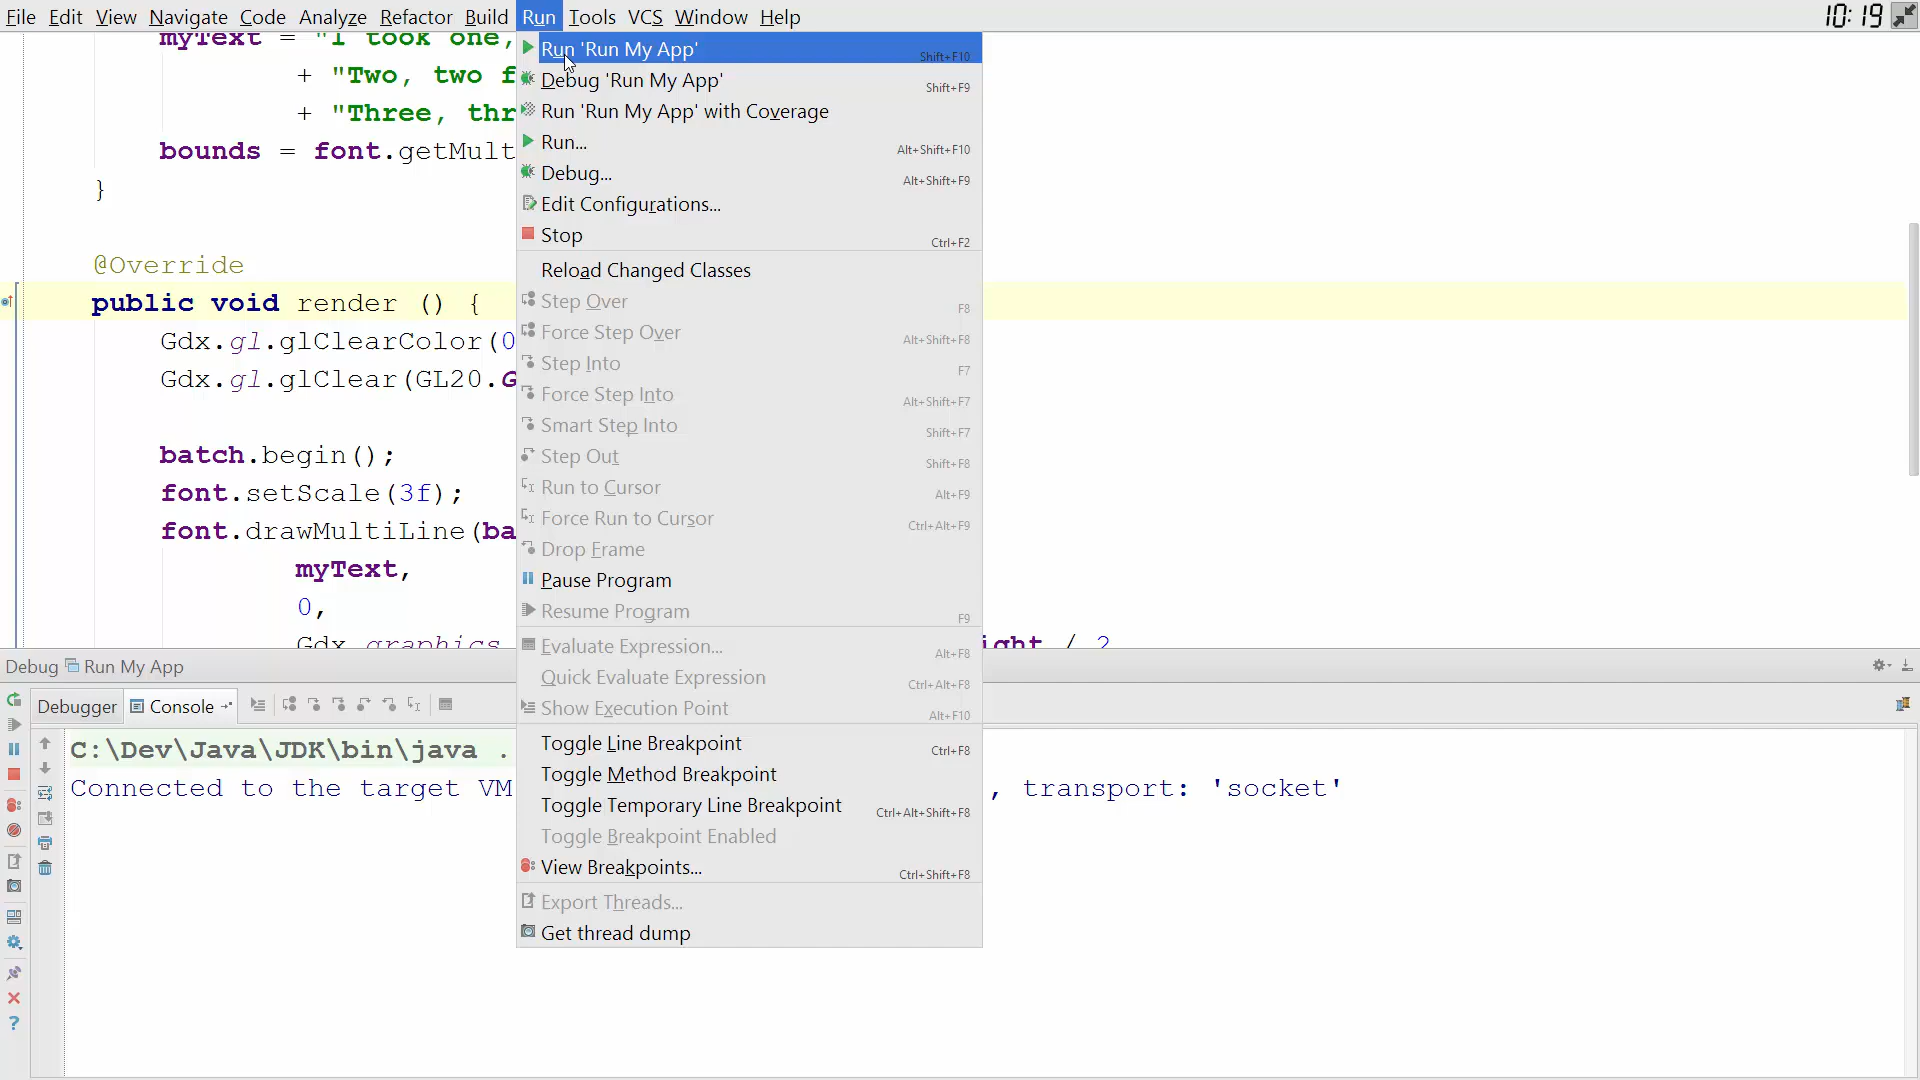 File Edit View Navigate Code Analyze Refactor Build Run Tools VCS Window Help 10:19
myText = "I took one,
+ "Two, two f
+ "Three, thr
bounds = font.getMult
}
@Override
public void render () {
Gdx.gl.glClearColor(0
Gdx.gl.glClear(GL20.G
batch.begin();
font.setScale(3f);
font.drawMultiLine(ba
myText,
0,
Gdx.graphics ight / 2
Run 'Run My App' Shift+F10
Debug 'Run My App' Shift+F9
Run 'Run My App' with Coverage
Run... Alt+Shift+F10
Debug... Alt+Shift+F9
Edit Configurations...
Stop Ctrl+F2
Reload Changed Classes
Step Over F8
Force Step Over Alt+Shift+F8
Step Into F7
Force Step Into Alt+Shift+F7
Smart Step Into Shift+F7
Step Out Shift+F8
Run to Cursor Alt+F9
Force Run to Cursor Ctrl+Alt+F9
Drop Frame
Pause Program
Resume Program F9
Evaluate Expression... Alt+F8
Quick Evaluate Expression Ctrl+Alt+F8
Show Execution Point Alt+F10
Toggle Line Breakpoint Ctrl+F8
Toggle Method Breakpoint
Toggle Temporary Line Breakpoint Ctrl+Alt+Shift+F8
Toggle Breakpoint Enabled
View Breakpoints... Ctrl+Shift+F8
Export Threads...
Get thread dump
Debug Run My App
Debugger Console
C:\Dev\Java\JDK\bin\java .
Connected to the target VM , transport: 'socket'